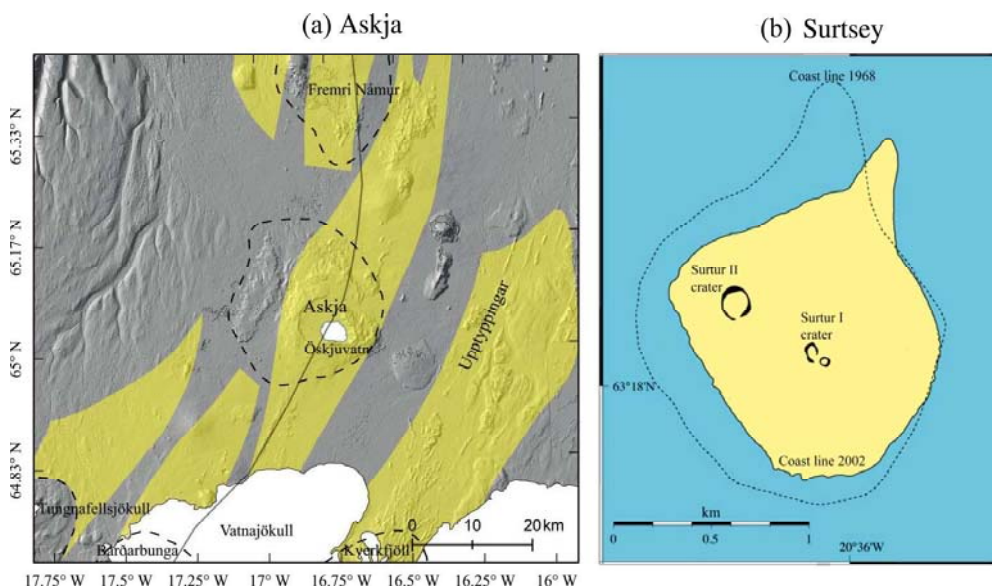 (a) Askja
(b) Surtsey
Fremri Námur
65.33° N
65.17° N
65° N
64.83 N
Askja
Öskjuvatn
Upptyppingar
Tungnafellsjökull
Bárðarbunga
Vatnajökull
Kverkfjöll
0 10 20 km
17.75° W 17.5° W 17.25° W 17° W 16.75° W 16.5° W 16.25° W 16° W
Coast line 1968
Surtur II
crater
Surtur I
crater
63°18'N
Coast line 2002
km
0 0.5 1
20°36'W